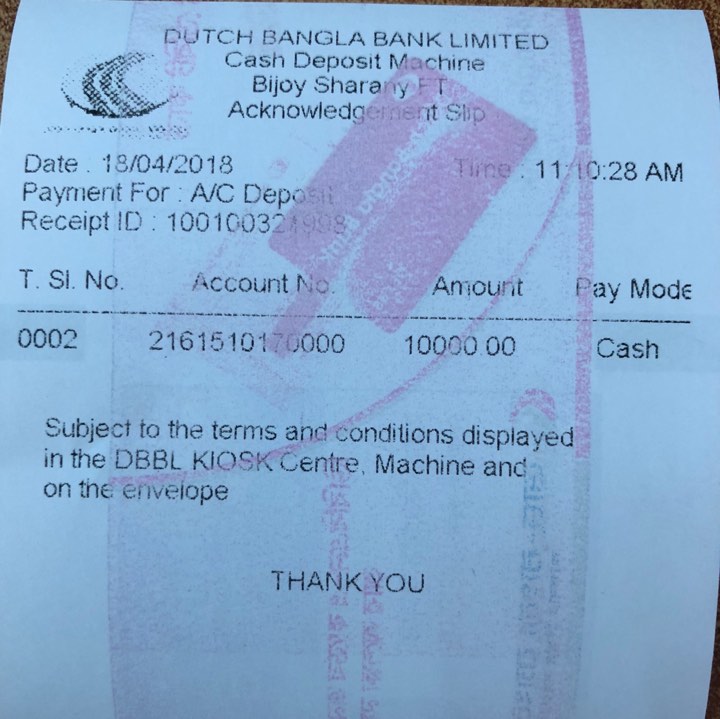 DUTCH BANGLA BANK LIMITED
Cash Deposit Machine
Bijoy Sharany FT
Acknowledgement Slip
Date : 18/04/2018 Time : 11:10:28 AM
Payment For : A/C Deposit
Receipt ID :
T. Sl. No. Account No. Amount Pay Mode
0002 2161510170000 10000.00 Cash
Subject to the terms and conditions displayed
in the DBBL KIOSK Centre, Machine and
on the envelope
THANK YOU